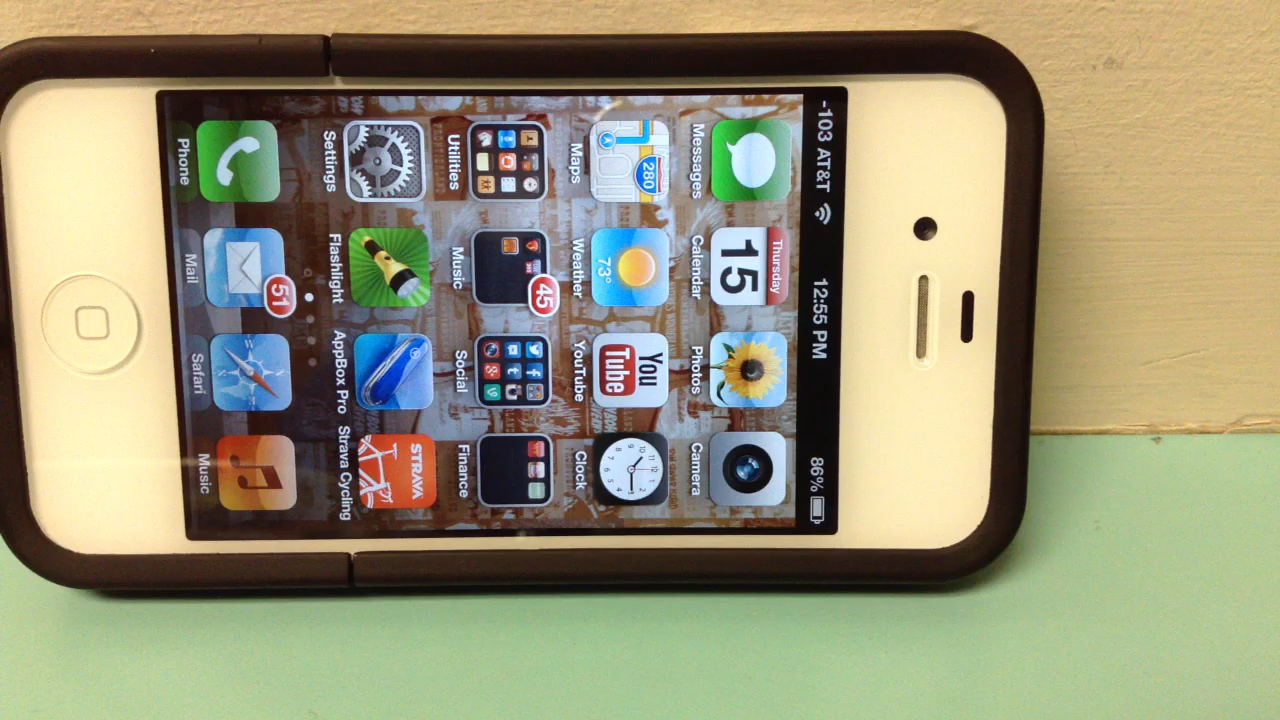 -103 AT&T 12:55 PM 86%
Thursday
15
280
73°
You
Tube
STRAVA
Messages Calendar Photos Camera
Maps Weather YouTube Clock
45
Utilities Music Social Finance
Settings Flashlight AppBox Pro Strava Cycling
51
Phone Mail Safari Music